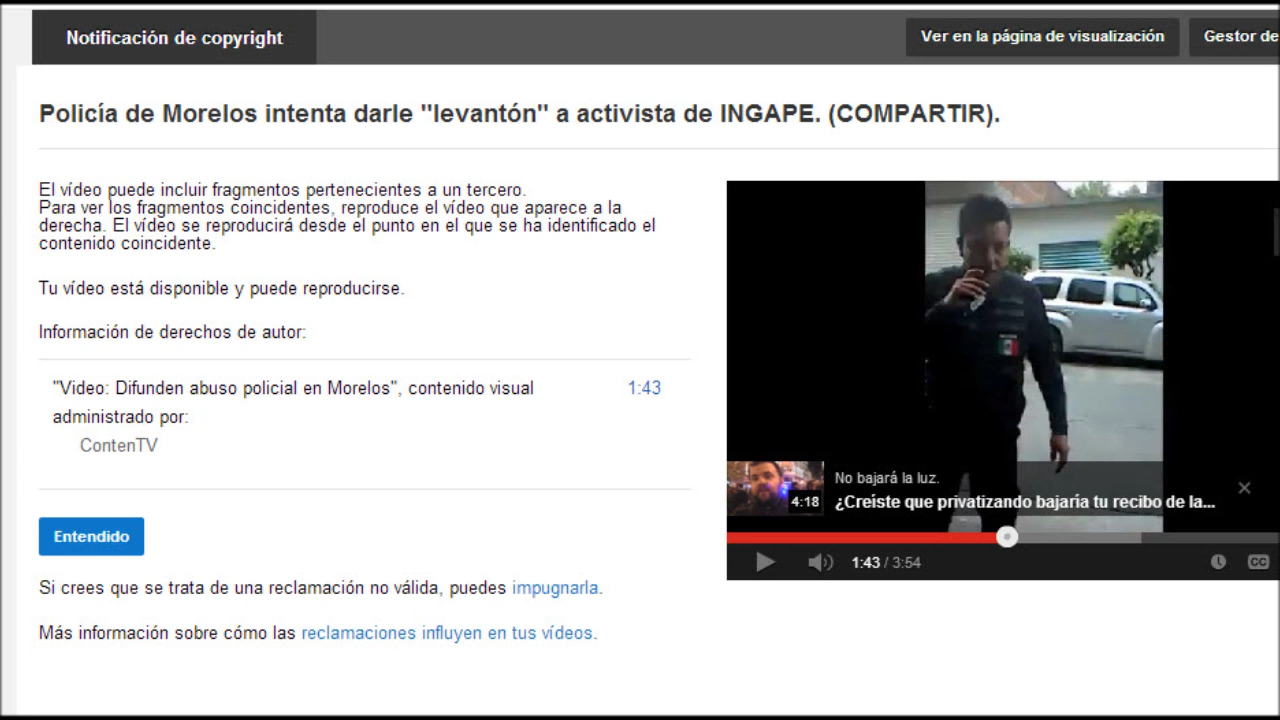 Notificación de copyright
Ver en la página de visualización
Gestor de
Policía de Morelos intenta darle "levantón" a activista de INGAPE. (COMPARTIR).
El vídeo puede incluir fragmentos pertenecientes a un tercero.
Para ver los fragmentos coincidentes, reproduce el vídeo que aparece a la
derecha. El vídeo se reproducirá desde el punto en el que se ha identificado el
contenido coincidente.
Tu vídeo está disponible y puede reproducirse.
Información de derechos de autor:
"Video: Difunden abuso policial en Morelos", contenido visual 1:43
administrado por:
ContenTV
Entendido
Si crees que se trata de una reclamación no válida, puedes impugnarla.
Más información sobre cómo las reclamaciones influyen en tus vídeos.
No bajará la luz.
4:18 ¿Creíste que privatizando bajaría tu recibo de la...
1:43 / 3:54
CC